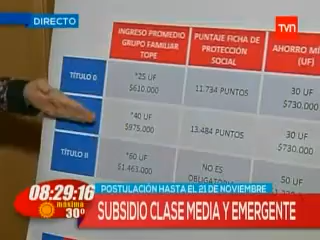 DIRECTO
TVN
INGRESO PROMEDIO
GRUPO FAMILIAR
TOPE
PUNTAJE FICHA DE
PROTECCIÓN
SOCIAL
AHORRO
(UF)
TÍTULO 0
*25 UF
$610.000
11.734 PUNTOS
30 UF
$730.000
*40 UF
$975.000
13.484 PUNTOS
30 UF
$730.000
TÍTULO II
*60 UF
$1.463.000
NO ES
50 UF
POSTULACIÓN HASTA EL 21 DE NOVIEMBRE
08:29:16
máxima
30°
SUBSIDIO CLASE MEDIA Y EMERGENTE